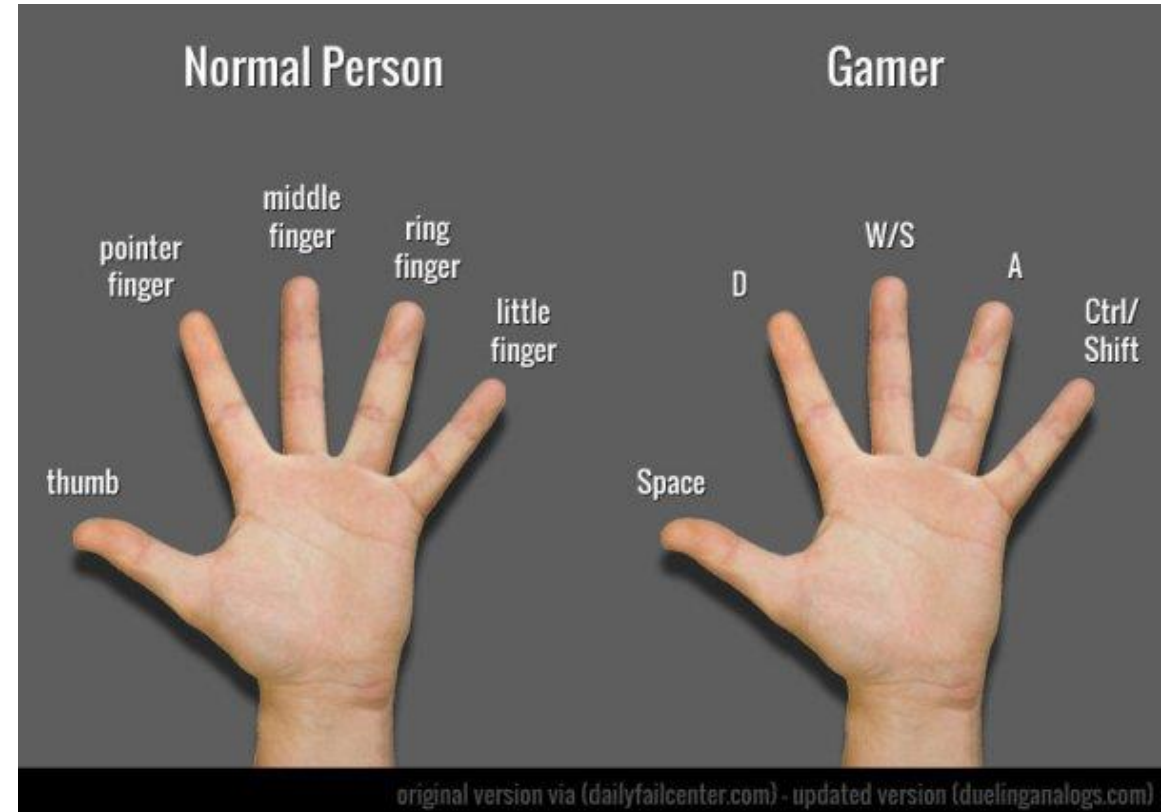 Normal Person
Gamer
middle
finger
pointer
finger
ring
finger
little
finger
thumb
W/S
D
A
Ctrl/
Shift
Space
original version via (dailyfailcenter.com) - updated version (duelinganalogs.com)